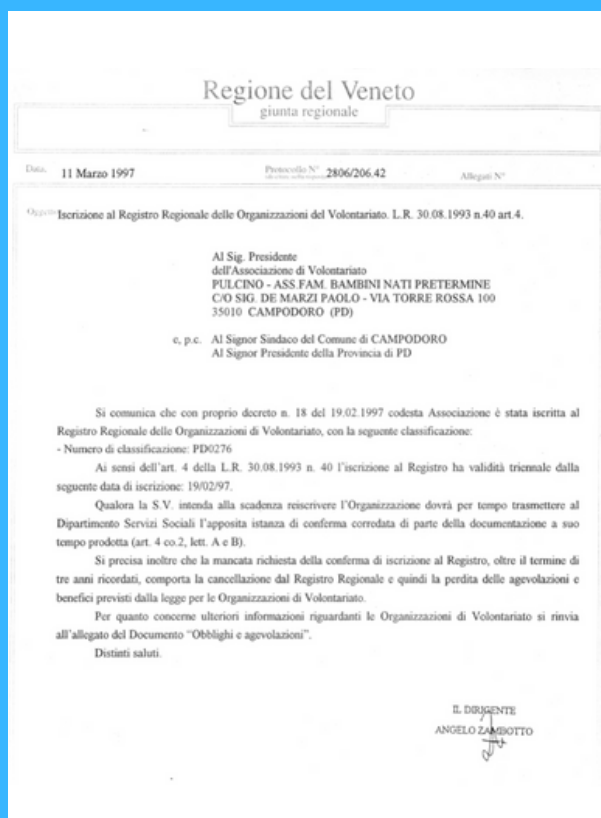 Regione del Veneto
giunta regionale
Data, 11 Marzo 1997 Protocollo N° 2806/206.42 Allegati N°
Oggetto Iscrizione al Registro Regionale delle Organizzazioni del Volontariato. L.R. 30.08.1993 n.40 art.4.
Al Sig. Presidente
dell'Associazione di Volontariato
PULCINO - ASS.FAM. BAMBINI NATI PRETERMINE
C/O SIG. DE MARZI PAOLO - VIA TORRE ROSSA 100
35010 CAMPODORO (PD)
e, p.c. Al Signor Sindaco del Comune di CAMPODORO
Al Signor Presidente della Provincia di PD
Si comunica che con proprio decreto n. 18 del 19.02.1997 codesta Associazione è stata iscritta al
Registro Regionale delle Organizzazioni di Volontariato, con la seguente classificazione:
- Numero di classificazione: PD0276
Ai sensi dell'art. 4 della L.R. 30.08.1993 n. 40 l'iscrizione al Registro ha validità triennale dalla
seguente data di iscrizione: 19/02/97.
Qualora la S.V. intenda alla scadenza reiscrivere l'Organizzazione dovrà per tempo trasmettere al
Dipartimento Servizi Sociali l'apposita istanza di conferma corredata di parte della documentazione a suo
tempo prodotta (art. 4 co.2, lett. A e B).
Si precisa inoltre che la mancata richiesta della conferma di iscrizione al Registro, oltre il termine di
tre anni ricordati, comporta la cancellazione dal Registro Regionale e quindi la perdita delle agevolazioni e
benefici previsti dalla legge per le Organizzazioni di Volontariato.
Per quanto concerne ulteriori informazioni riguardanti le Organizzazioni di Volontariato si rinvia
all'allegato del Documento "Obblighi e agevolazioni".
Distinti saluti.
IL DIRIGENTE
ANGELO ZAMBOTTO